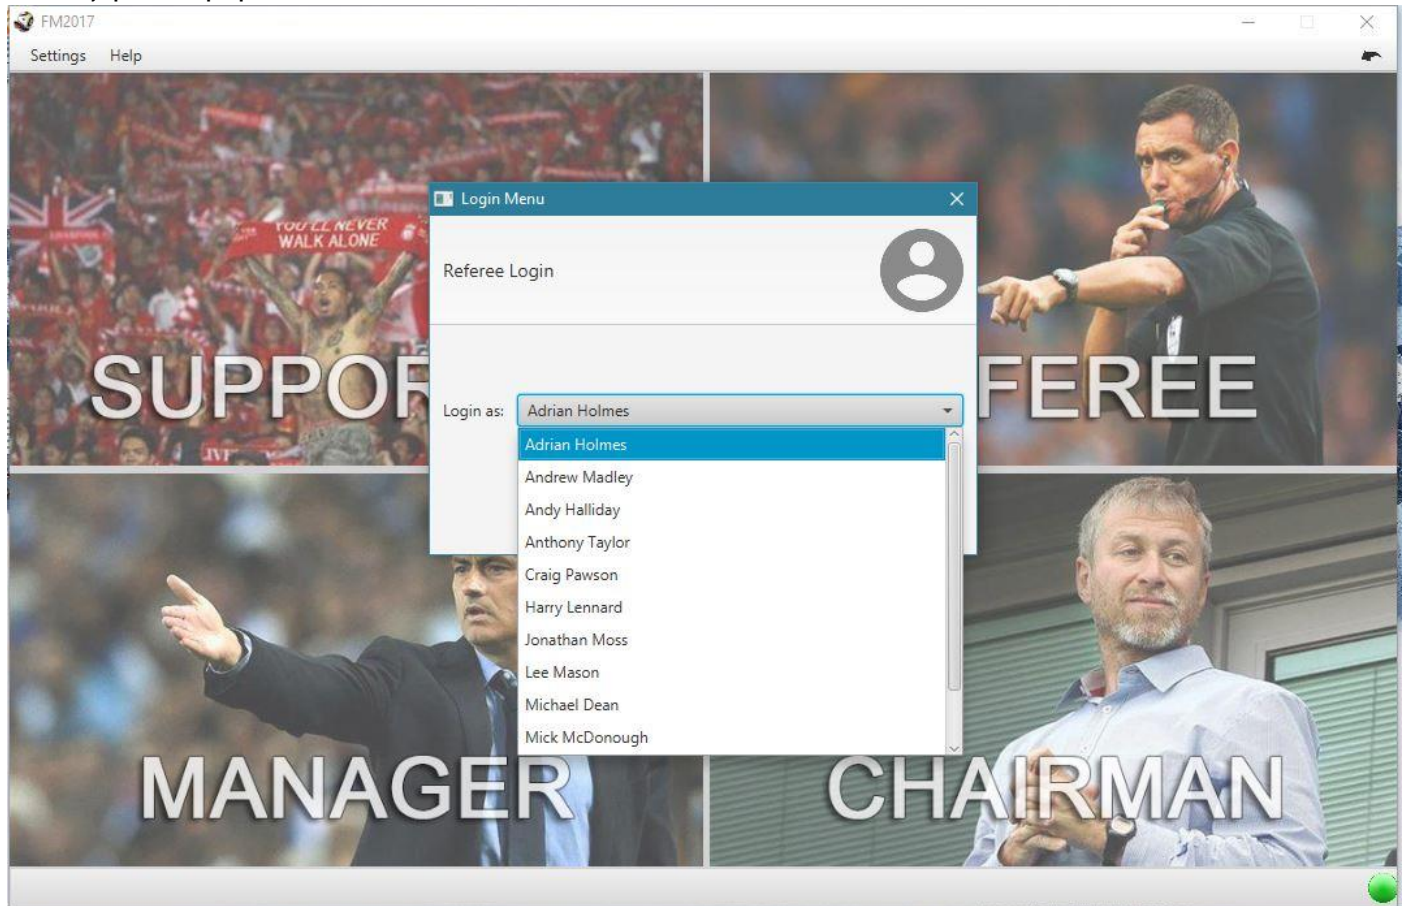 FM2017
Settings Help
YOU'LL NEVER
WALK ALONE
Login Menu
Referee Login
SUPPOR
FEREE
Login as: Adrian Holmes
Adrian Holmes
Andrew Madley
Andy Halliday
Anthony Taylor
Craig Pawson
Harry Lennard
Jonathan Moss
Lee Mason
Michael Dean
Mick McDonough
MANAGER
CHAIRMAN